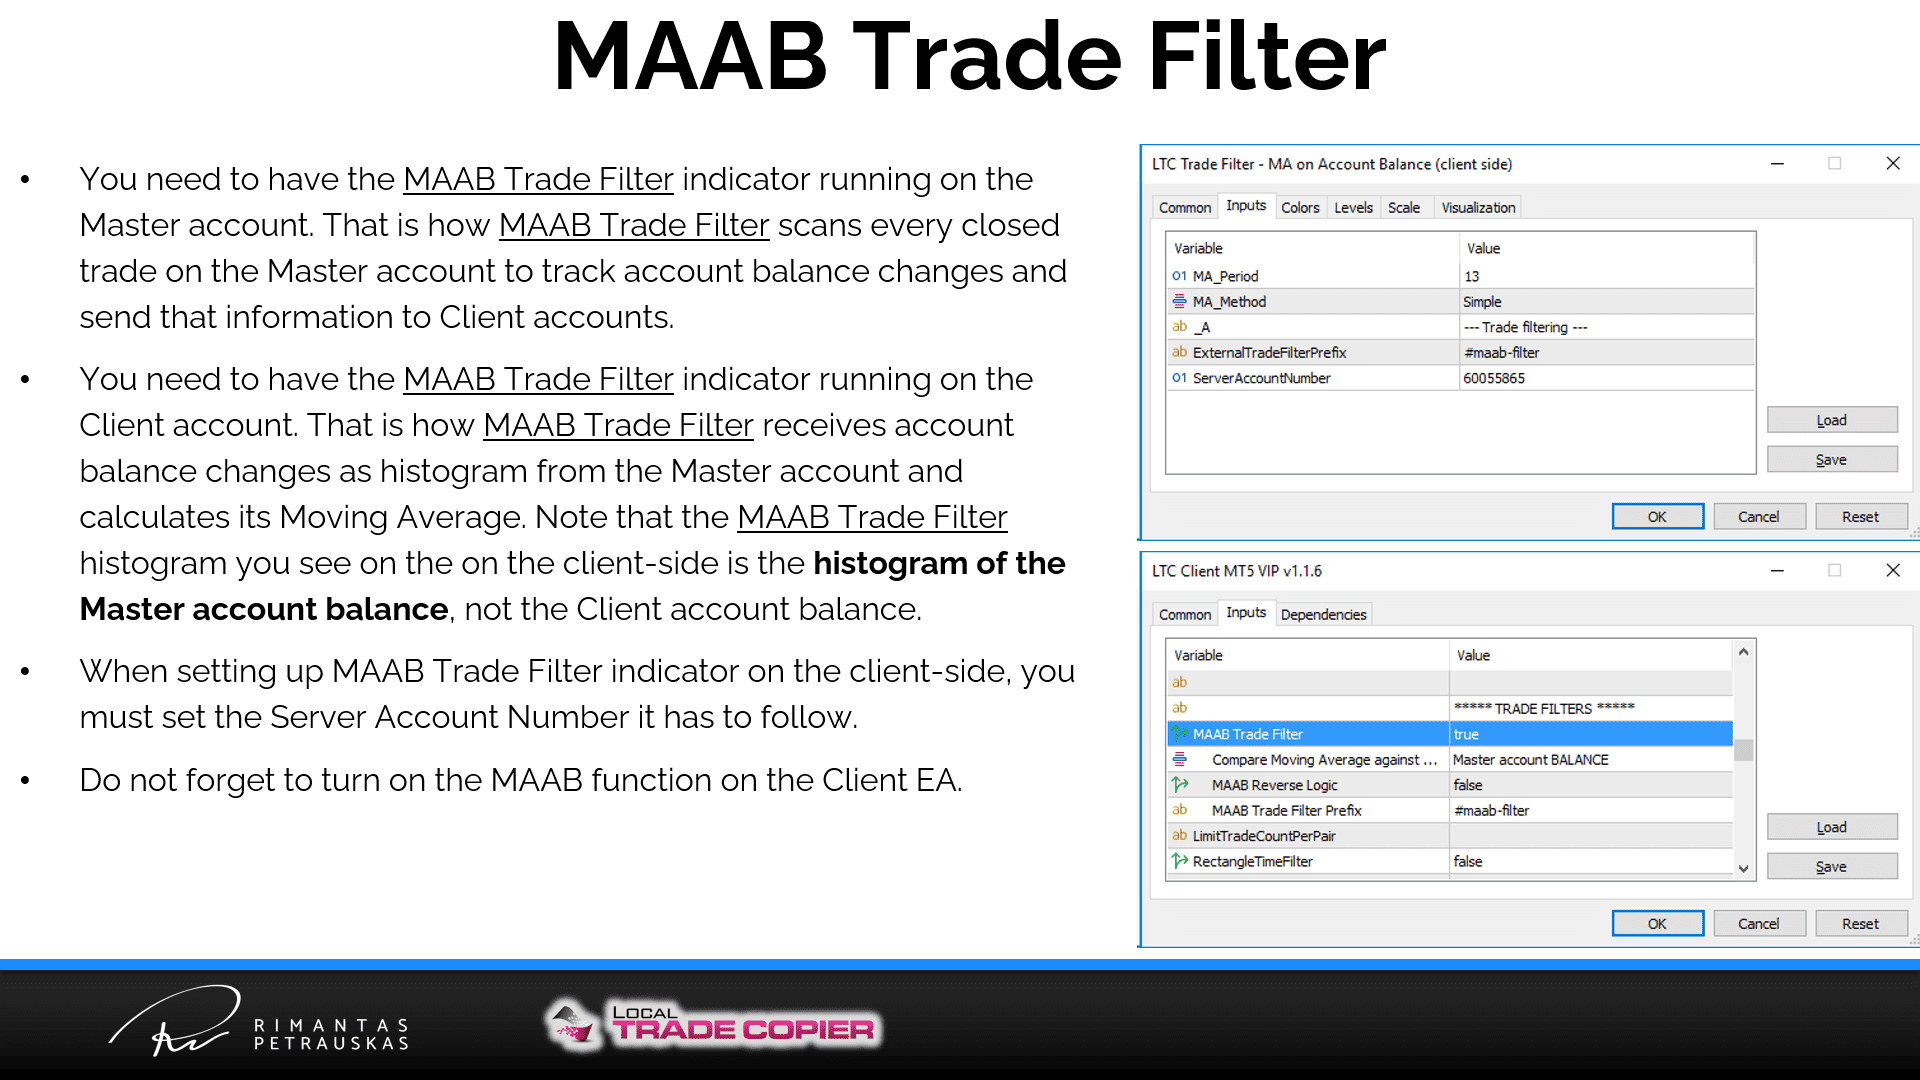 MAAB Trade Filter
• You need to have the MAAB Trade Filter indicator running on the
Master account. That is how MAAB Trade Filter scans every closed
trade on the Master account to track account balance changes and
send that information to Client accounts.
• You need to have the MAAB Trade Filter indicator running on the
Client account. That is how MAAB Trade Filter receives account
balance changes as histogram from the Master account and
calculates its Moving Average. Note that the MAAB Trade Filter
histogram you see on the on the client-side is the histogram of the
Master account balance, not the Client account balance.
• When setting up MAAB Trade Filter indicator on the client-side, you
must set the Server Account Number it has to follow.
• Do not forget to turn on the MAAB function on the Client EA.
LTC Trade Filter - MA on Account Balance (client side)
Common Inputs Colors Levels Scale Visualization
Variable Value
01 MA_Period 13
MA_Method Simple
ab _A --- Trade filtering ---
ab ExternalTradeFilterPrefix #maab-filter
01 ServerAccountNumber 60055865
Load
Save
OK Cancel Reset
LTC Client MT5 VIP v1.1.6
Common Inputs Dependencies
Variable Value
ab
ab ***** TRADE FILTERS *****
MAAB Trade Filter true
Compare Moving Average against ... Master account BALANCE
MAAB Reverse Logic false
ab MAAB Trade Filter Prefix #maab-filter
ab LimitTradeCountPerPair
RectangleTimeFilter false
Load
Save
OK Cancel Reset
RIMANTAS
PETRAUSKAS
LOCAL
TRADE COPIER